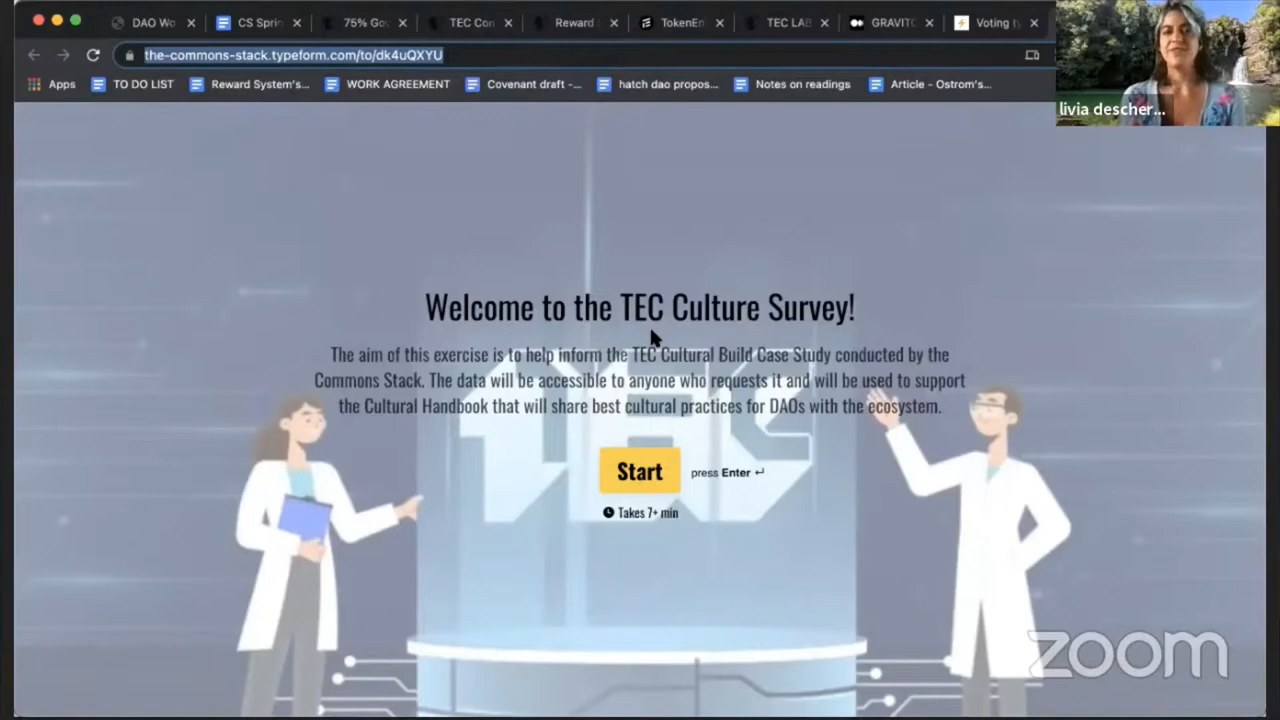 DAO Wo
CS Sprin
75% Gov
TEC Con
Reward S
TokenEn
TEC LAB
GRAVITO
Voting ty
the-commons-stack.typeform.com/to/dk4uQXYU
Apps
TO DO LIST
Reward System's...
WORK AGREEMENT
Covenant draft -...
hatch dao propos...
Notes on readings
Article - Ostrom's...
livia descher...
Welcome to the TEC Culture Survey!
The aim of this exercise is to help inform the TEC Cultural Build Case Study conducted by the
Commons Stack. The data will be accessible to anyone who requests it and will be used to support
the Cultural Handbook that will share best cultural practices for DAOs with the ecosystem.
TEC
Start
press Enter ↵
Takes 7+ min
zoom